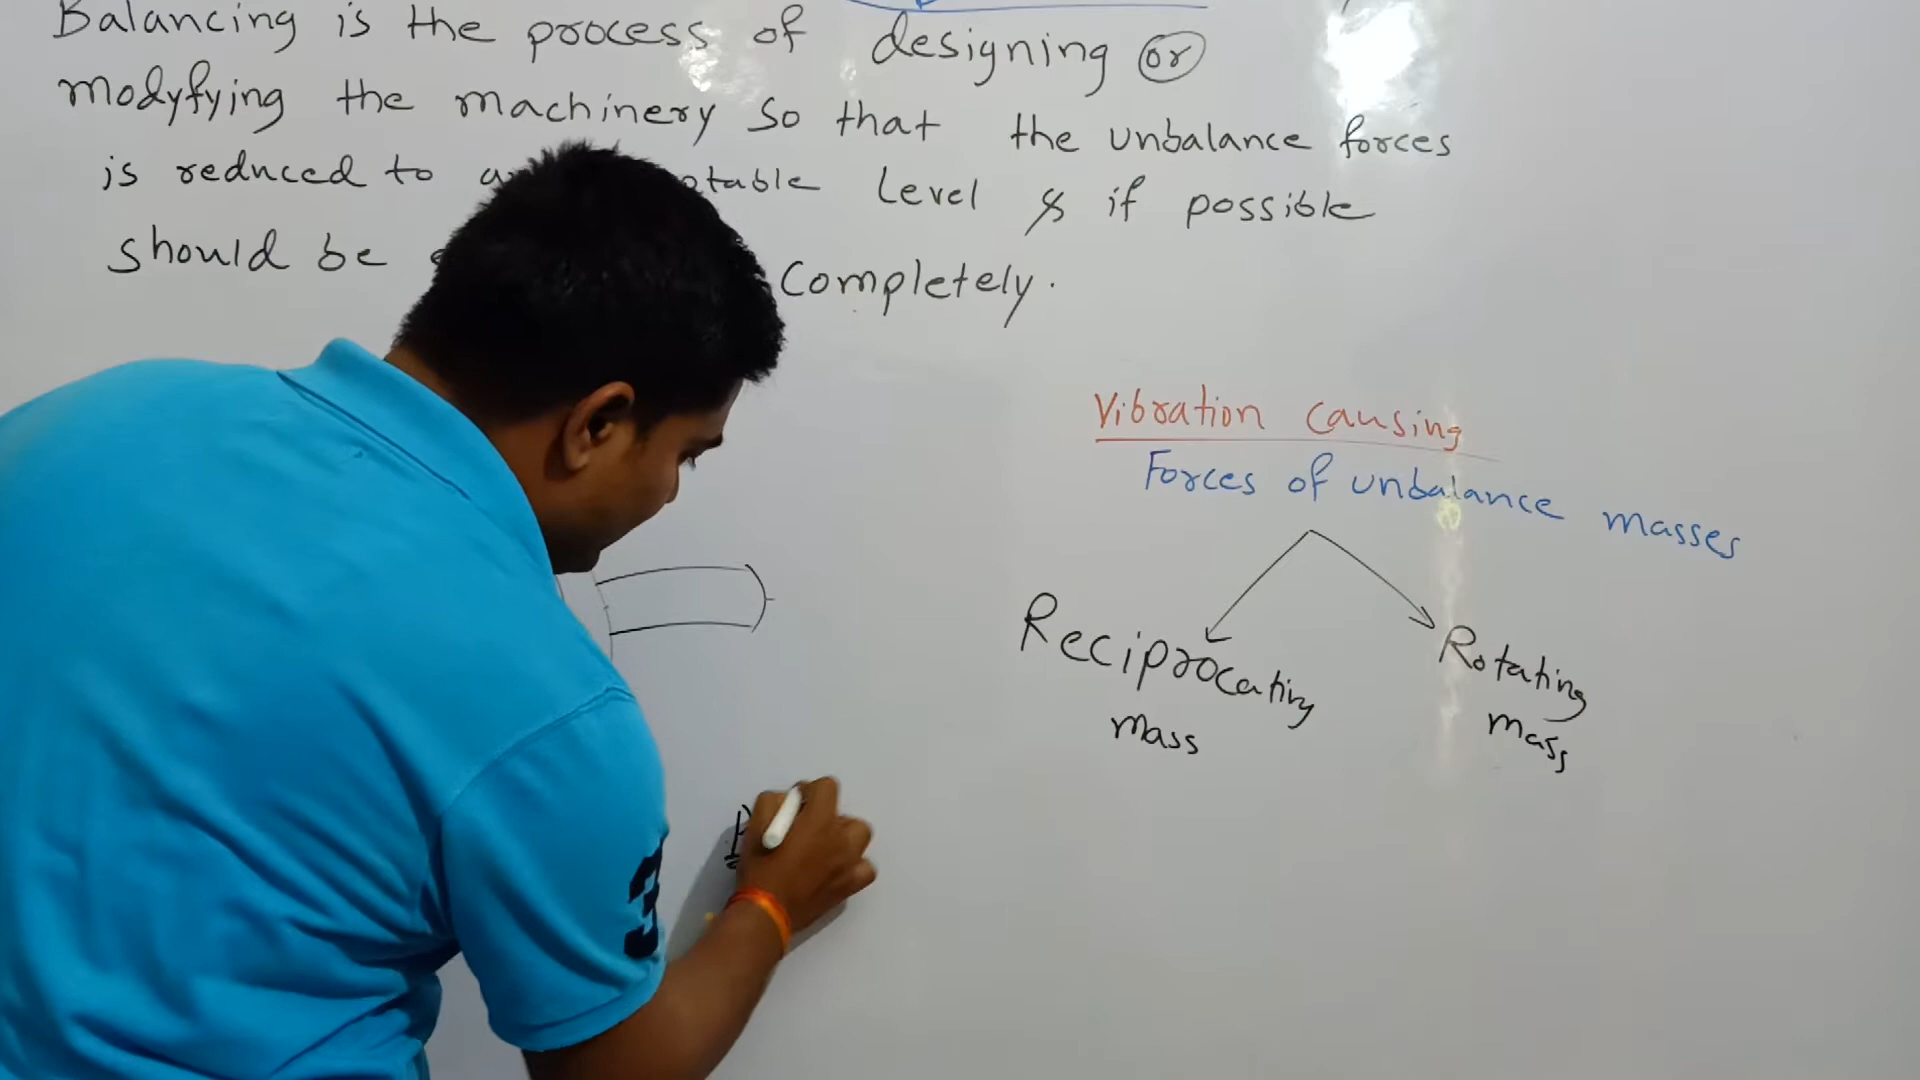 Balancing is the process of designing or
modyfying the machinery so that the unbalance forces
is reduced to level & if possible
should be completely.
Vibration causing
Forces of unbalance masses
Reciprocating
mass
Rotating
mass
3